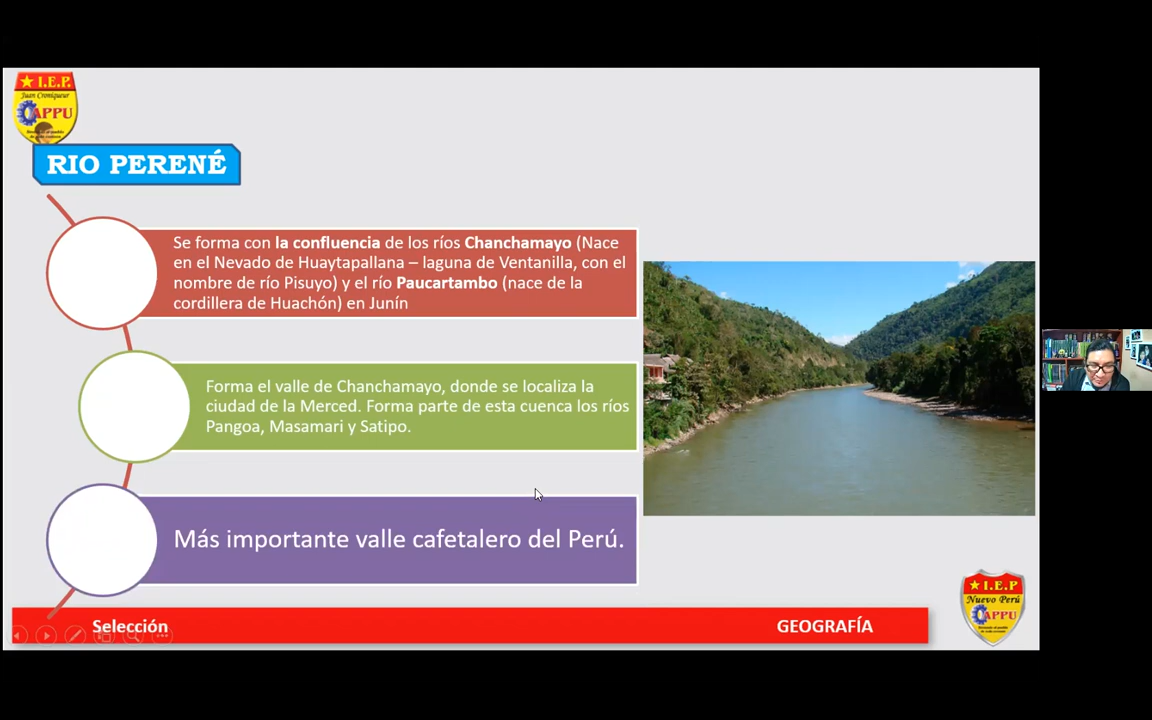 I.E.P.
Juan Croniqueur
APPU
RIO PERENÉ
Se forma con la confluencia de los ríos Chanchamayo (Nace
en el Nevado de Huaytapallana – laguna de Ventanilla, con el
nombre de río Pisuyo) y el río Paucartambo (nace de la
cordillera de Huachón) en Junín
Forma el valle de Chanchamayo, donde se localiza la
ciudad de la Merced. Forma parte de esta cuenca los ríos
Pangoa, Masamari y Satipo.
Más importante valle cafetalero del Perú.
Selección
GEOGRAFÍA
I.E.P
Nuevo Perú
APPU